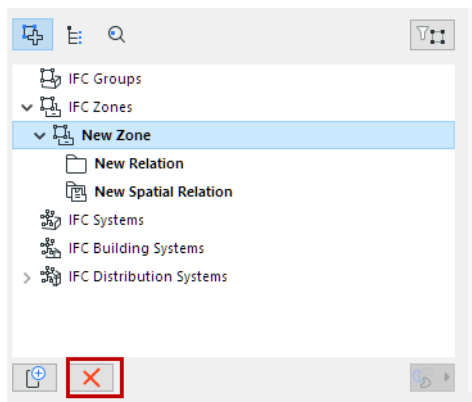 IFC Groups
IFC Zones
New Zone
New Relation
New Spatial Relation
IFC Systems
IFC Building Systems
IFC Distribution Systems